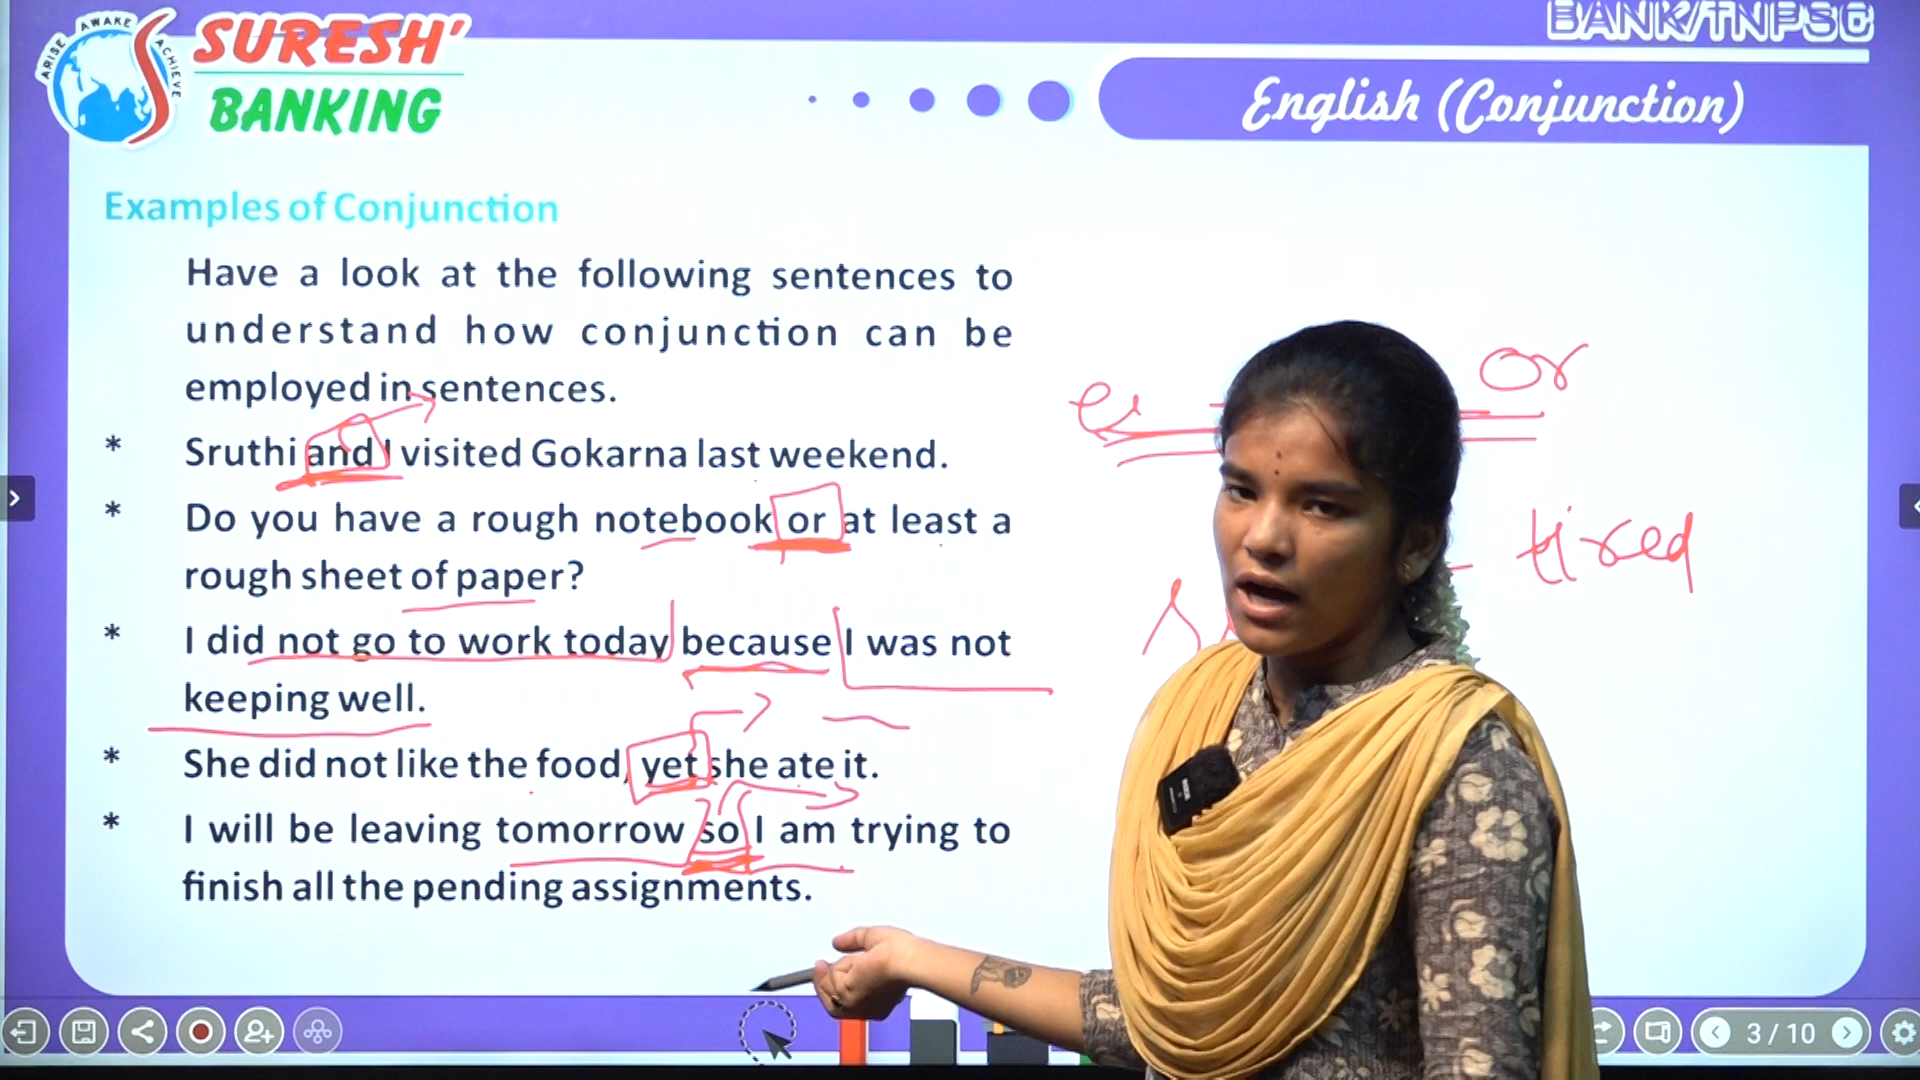 ARISE AWAKE ACHIEVE
SURESH'
BANKING
BANK/TNPSC
English (Conjunction)
Examples of Conjunction
Have a look at the following sentences to
understand how conjunction can be
employed in sentences.
* Sruthi and I visited Gokarna last weekend.
* Do you have a rough notebook or at least a
rough sheet of paper?
* I did not go to work today because I was not
keeping well.
* She did not like the food, yet she ate it.
* I will be leaving tomorrow so I am trying to
finish all the pending assignments.
or
tired
3 / 10